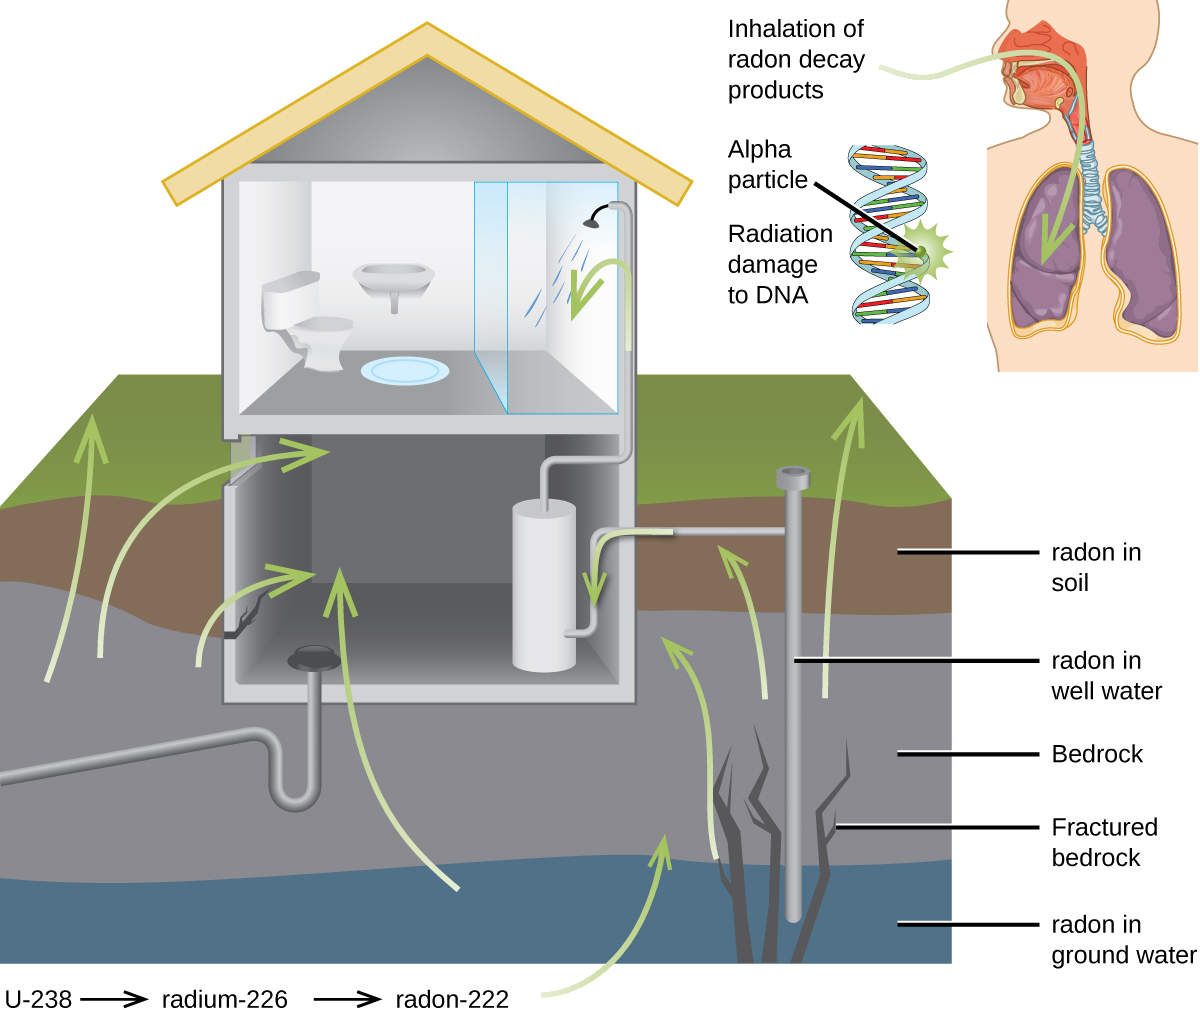 Inhalation of
radon decay
products
Alpha
particle
Radiation
damage
to DNA
radon in
soil
radon in
well water
Bedrock
Fractured
bedrock
radon in
ground water
U-238 radium-226 radon-222